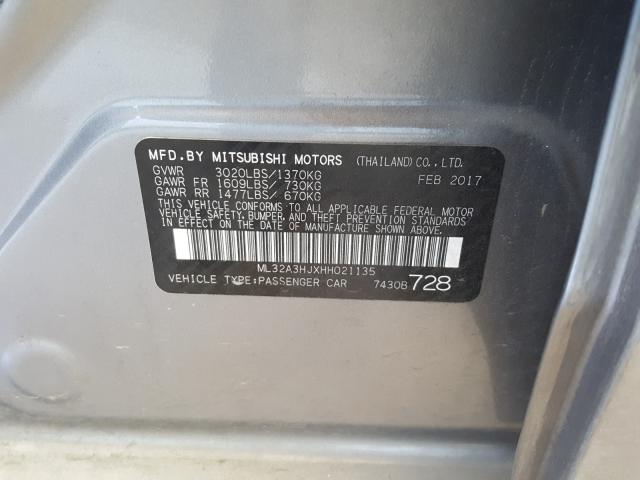 MFD.BY MITSUBISHI MOTORS (THAILAND) CO., LTD.
GVWR 3020LBS/1370KG FEB 2017
GAWR FR 1609LBS/ 730KG
GAWR RR 1477LBS/ 670KG
THIS VEHICLE CONFORMS TO ALL APPLICABLE FEDERAL MOTOR
VEHICLE SAFETY, BUMPER, AND THEFT PREVENTION STANDARDS
IN EFFECT ON THE DATE OF MANUFACTURE SHOWN ABOVE.
ML32A3HJXHH021135
VEHICLE TYPE:PASSENGER CAR 7430B 728